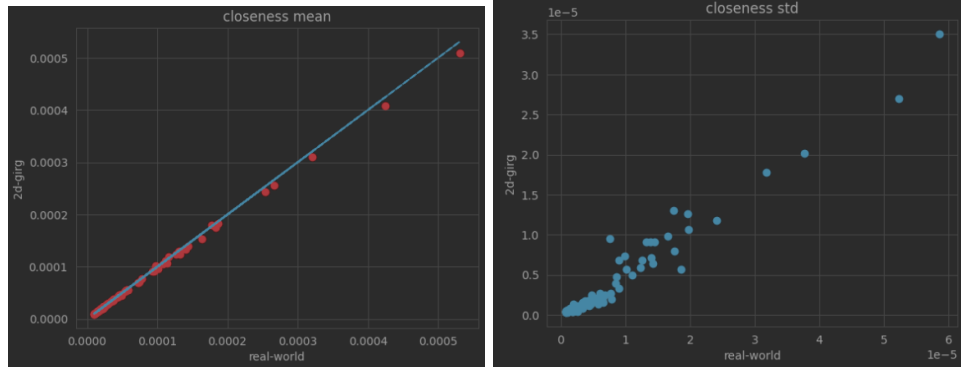 closeness mean
0.0005
0.0004
0.0003
0.0002
0.0001
0.0000
2d-girg
0.0000 0.0001 0.0002 0.0003 0.0004 0.0005
real-world
closeness std
1e−5
3.5
3.0
2.5
2.0
1.5
1.0
0.5
0.0
2d-girg
0 1 2 3 4 5 6
1e−5
real-world